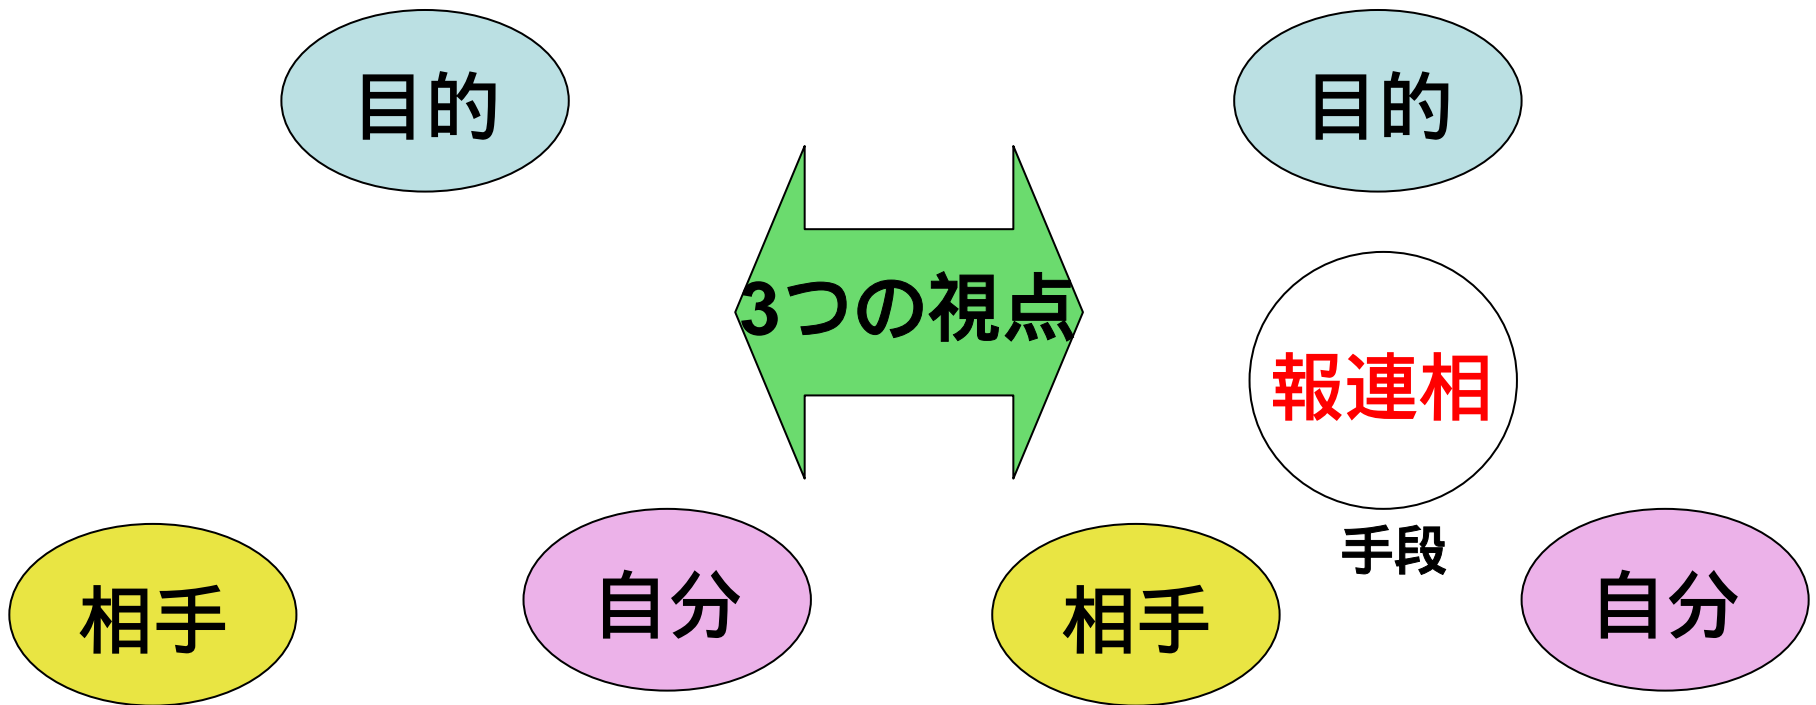 目的
目的
3つの視点
報連相
手段
相手
自分
相手
自分